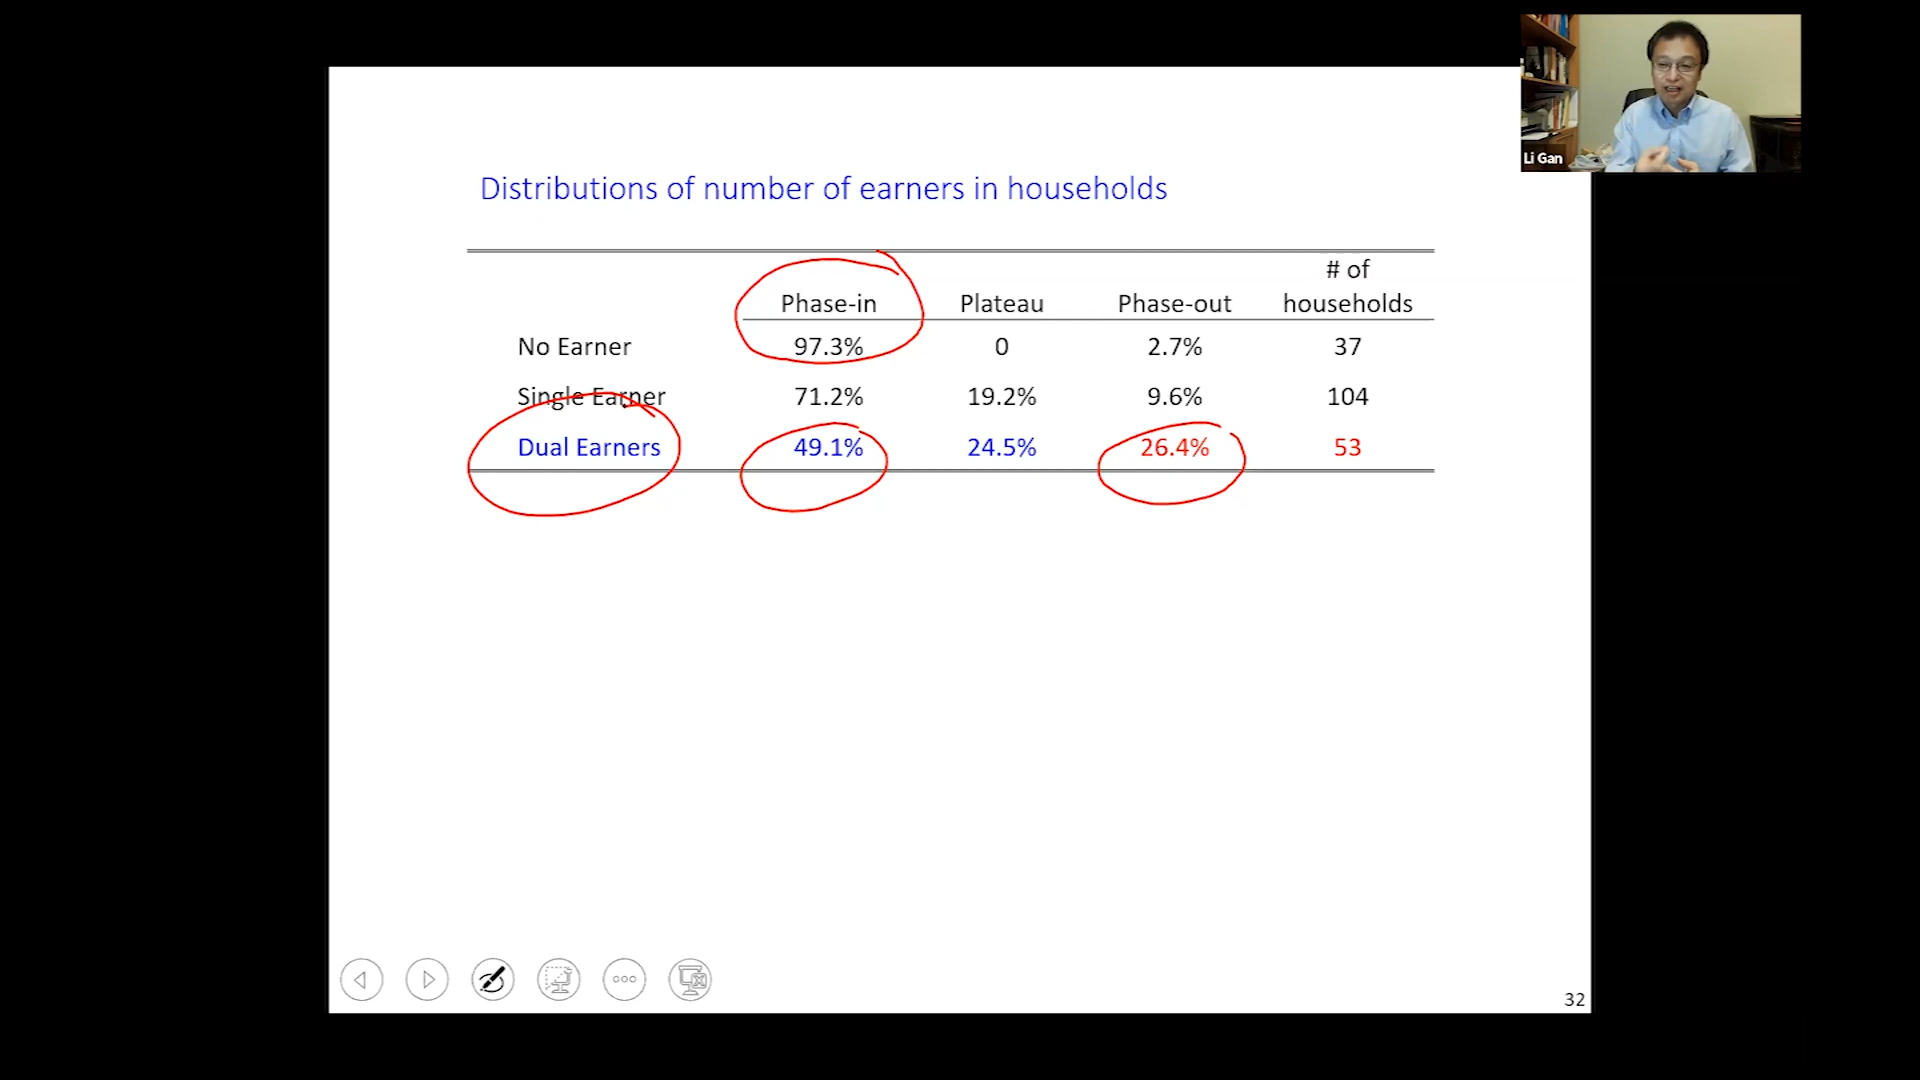 Li Gan
Distributions of number of earners in households
# of
Phase-in Plateau Phase-out households
No Earner 97.3% 0 2.7% 37
Single Earner 71.2% 19.2% 9.6% 104
Dual Earners 49.1% 24.5% 26.4% 53
32